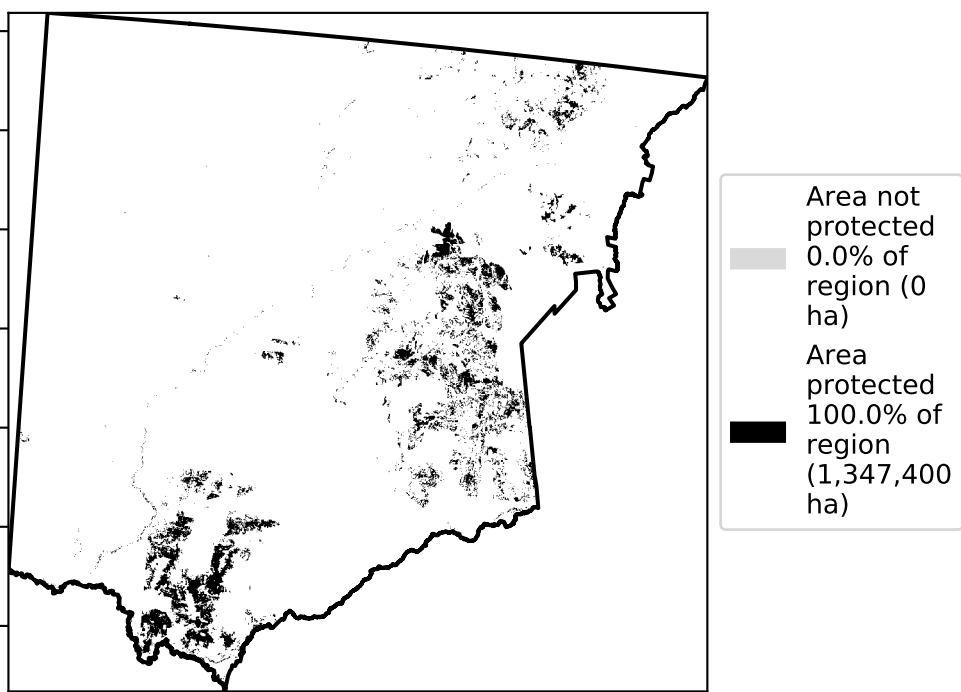 Area not
protected
0.0% of
region (0
ha)
Area
protected
100.0% of
region
(1,347,400
ha)